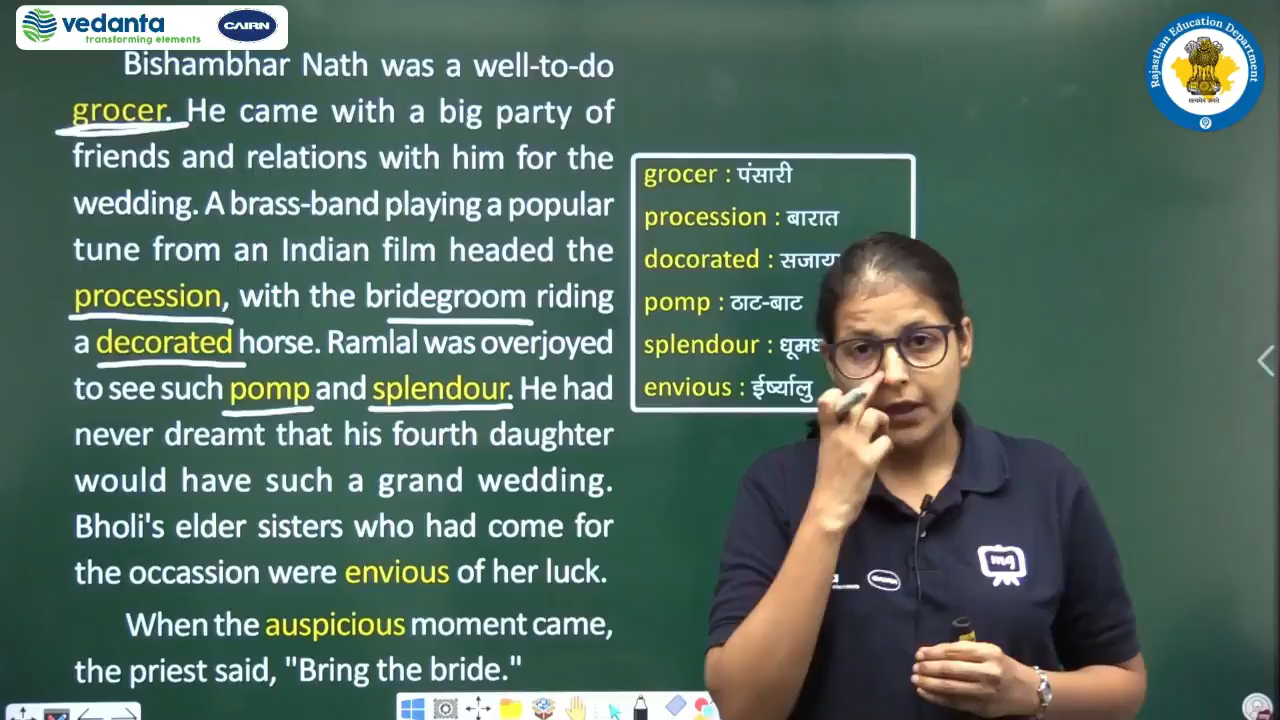 vedanta
transforming elements
CAIRN
Rajasthan Education Department
सत्यमेव जयते
Bishambhar Nath was a well-to-do
grocer. He came with a big party of
friends and relations with him for the
wedding. A brass-band playing a popular
tune from an Indian film headed the
procession, with the bridegroom riding
a decorated horse. Ramlal was overjoyed
to see such pomp and splendour. He had
never dreamt that his fourth daughter
would have such a grand wedding.
Bholi's elder sisters who had come for
the occassion were envious of her luck.
When the auspicious moment came,
the priest said, "Bring the bride."
grocer : पंसारी
procession : बारात
docorated :
pomp : ठाट-बाट
splendour :
envious : ईर्ष्यालु
mg